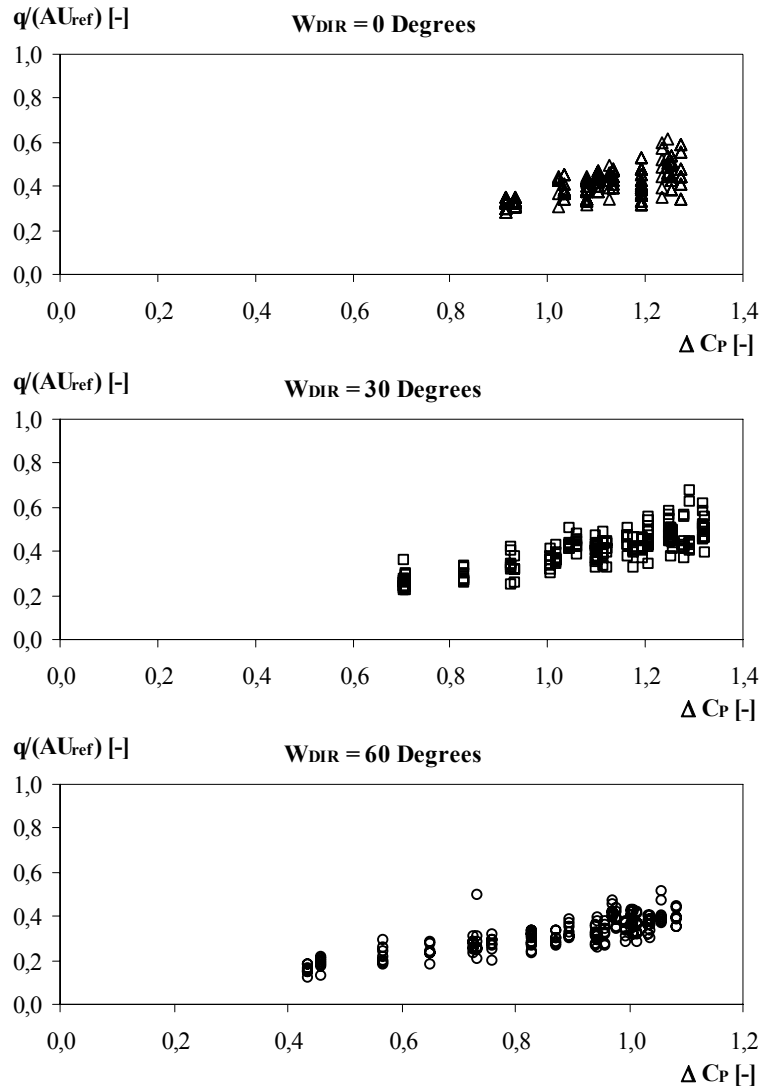 q/(AUref) [-]
WDIR = 0 Degrees
1,0
0,8
0,6
0,4
0,2
0,0
0,0 0,2 0,4 0,6 0,8 1,0 1,2 1,4
Δ CP [-]
q/(AUref) [-]
WDIR = 30 Degrees
1,0
0,8
0,6
0,4
0,2
0,0
0,0 0,2 0,4 0,6 0,8 1,0 1,2 1,4
Δ CP [-]
q/(AUref) [-]
WDIR = 60 Degrees
1,0
0,8
0,6
0,4
0,2
0,0
0,0 0,2 0,4 0,6 0,8 1,0 1,2
Δ CP [-]